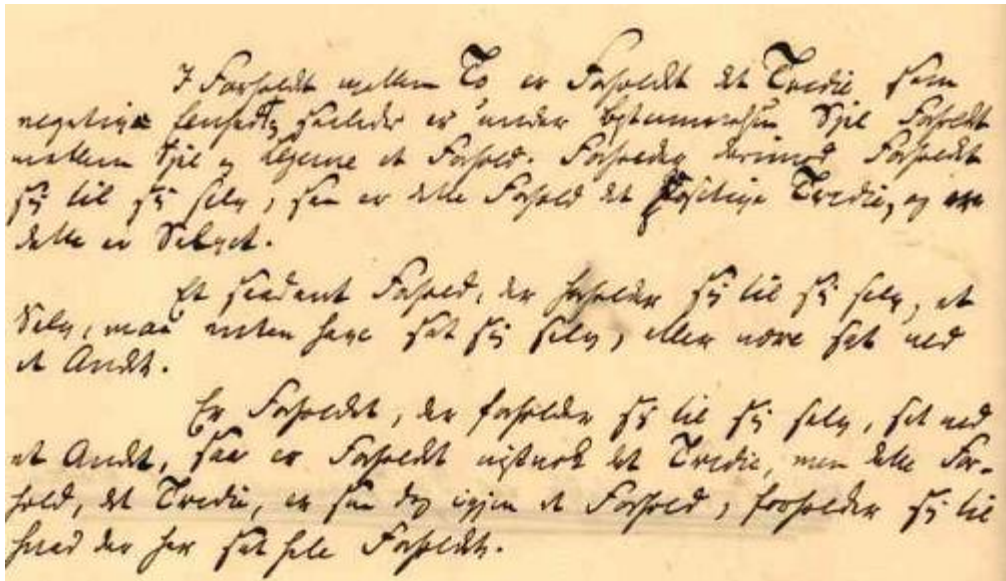 I Forholdet mellem To er Forholdet det Tredie som
negativ Eenhed; saaledes er under Bestemmelsen Sjel Forholdet
mellem Sjel og Legeme et Forhold. Forholder derimod Forholdet
sig til sig selv, saa er dette Forhold det positive Tredie, og
dette er Selvet.
Et saadant Forhold, der forholder sig til sig selv, et
Selv, maa enten have sat sig selv, eller være sat ved
et Andet.
Er Forholdet, der forholder sig til sig selv, sat ved
et Andet, saa er Forholdet vistnok det Tredie, men dette For-
hold, det Tredie, er saa dog igjen et Forhold, forholder sig til
hvad der har sat hele Forholdet.